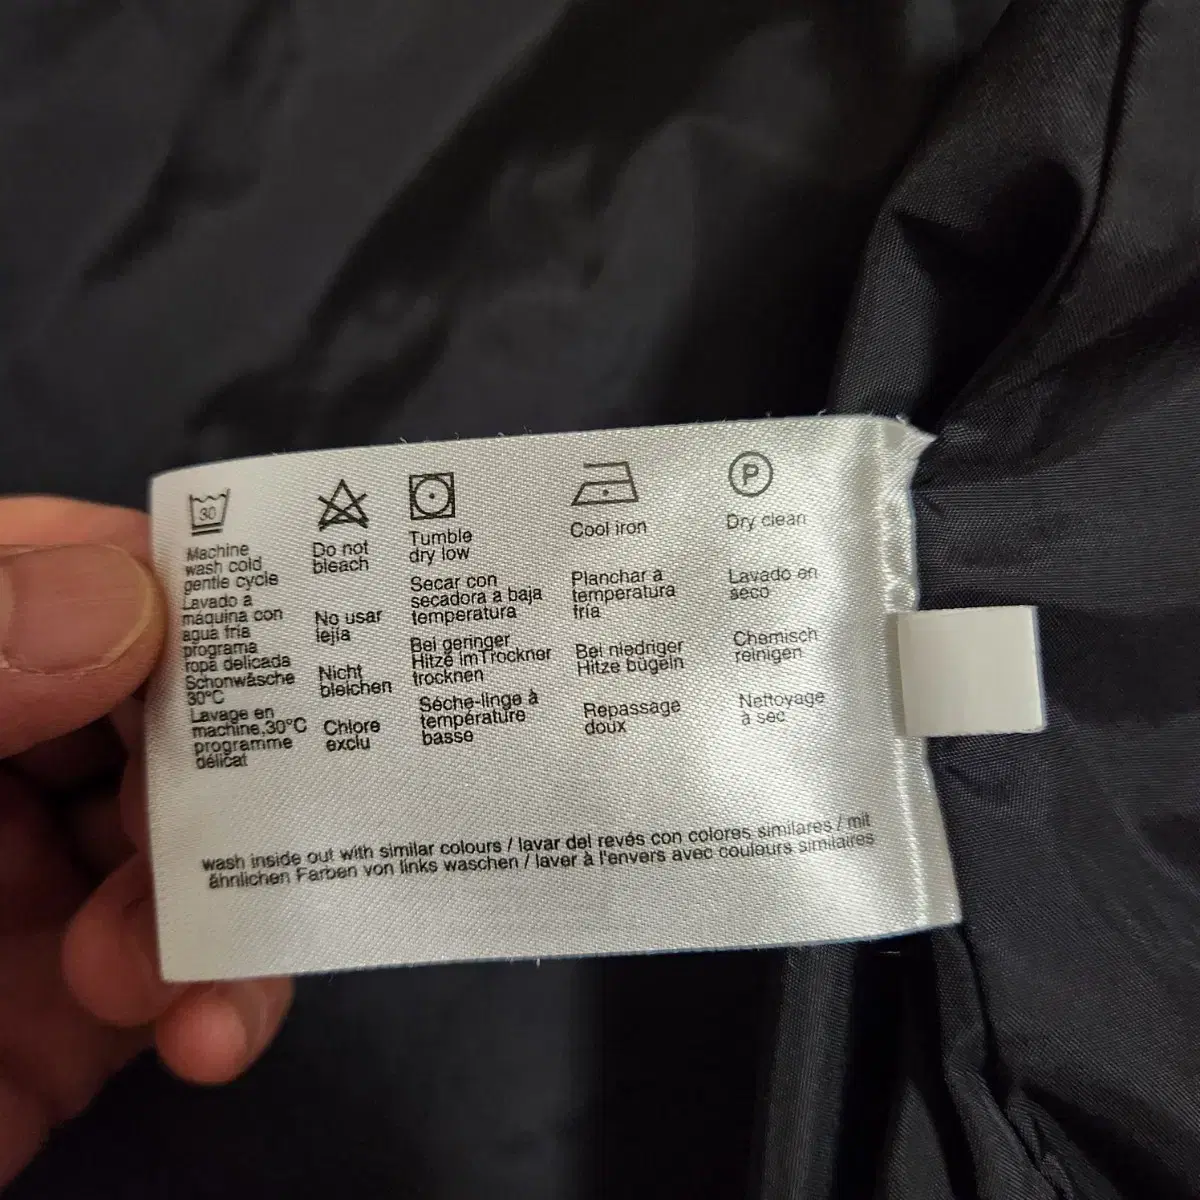 30
Machine
wash cold
gentle cycle
Lavado a
máquina con
agua fria
programa
ropa delicada
Schonwäsche
30°C
Lavage en
machine,30°C
programme
délicat
Do not
bleach
No usar
lejía
Nicht
bleichen
Chlore
exclu
Tumble
dry low
Secar con
secadora a baja
temperatura
Bei geringer
Hitze imTrockner
trocknen
Séche-linge à
température
basse
Cool iron
Planchar a
temperatura
fria
Bei niedriger
Hitze bügeln
Repassage
doux
P
Dry clean
Lavado en
seco
Chemisch
reinigen
Nettoyage
à sec
wash inside out with similar colours / lavar del revés con colores similares / mit
ähnlichen Farben von links waschen / laver à l'envers avec couleurs similaires